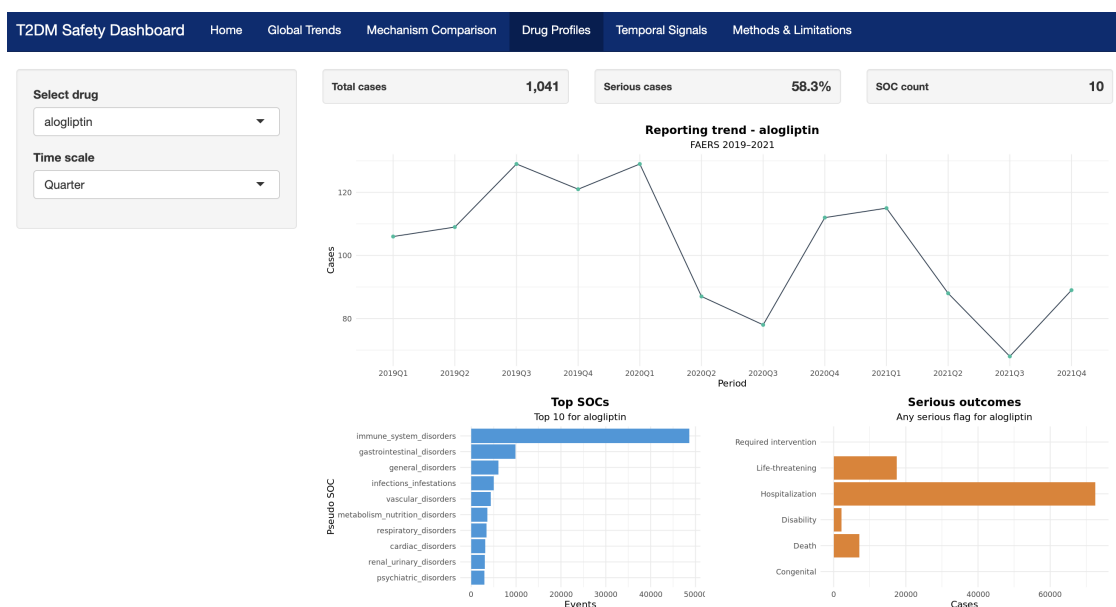 T2DM Safety Dashboard Home Global Trends Mechanism Comparison Drug Profiles Temporal Signals Methods & Limitations
Select drug
alogliptin
Time scale
Quarter
Total cases 1,041
Serious cases 58.3%
SOC count 10
Reporting trend - alogliptin
FAERS 2019–2021
Cases
120
100
80
2019Q1 2019Q2 2019Q3 2019Q4 2020Q1 2020Q2 2020Q3 2020Q4 2021Q1 2021Q2 2021Q3 2021Q4
Period
Top SOCs
Top 10 for alogliptin
Pseudo SOC
immune_system_disorders
gastrointestinal_disorders
general_disorders
infections_infestations
vascular_disorders
metabolism_nutrition_disorders
respiratory_disorders
cardiac_disorders
renal_urinary_disorders
psychiatric_disorders
0 10000 20000 30000 40000 50000
Events
Serious outcomes
Any serious flag for alogliptin
Required intervention
Life-threatening
Hospitalization
Disability
Death
Congenital
0 20000 40000 60000
Cases